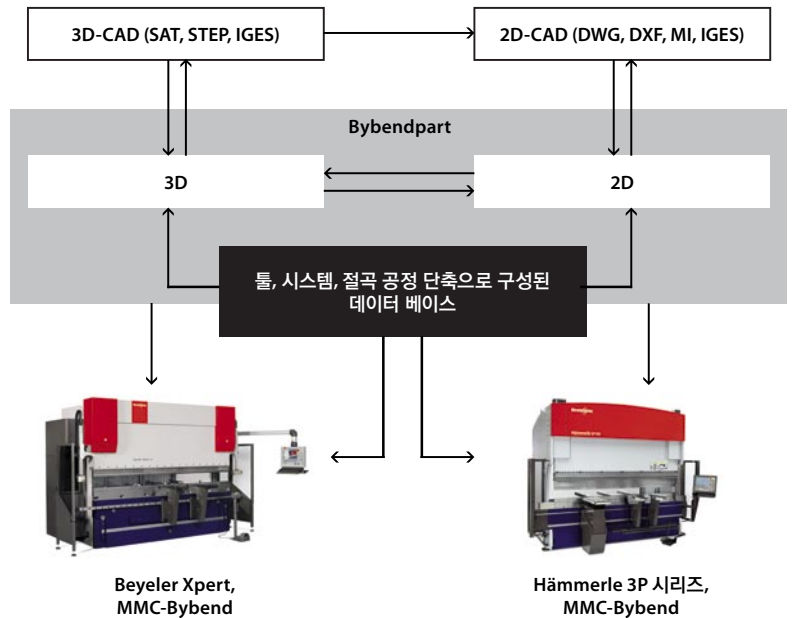 3D-CAD (SAT, STEP, IGES)
2D-CAD (DWG, DXF, MI, IGES)
Bybendpart
3D
2D
툴, 시스템, 절곡 공정 단축으로 구성된
데이터 베이스
Beyeler Xpert,
MMC-Bybend
Hämmerle 3P 시리즈,
MMC-Bybend